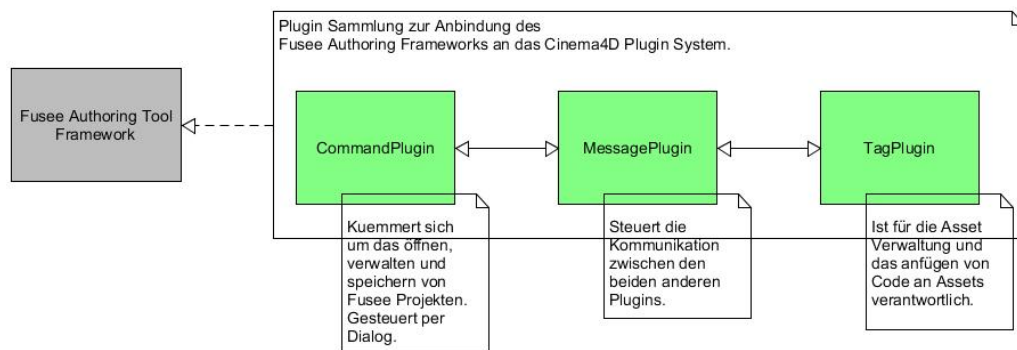 Plugin Sammlung zur Anbindung des
Fusee Authoring Frameworks an das Cinema4D Plugin System.
Fusee Authoring Tool
Framework
CommandPlugin
MessagePlugin
TagPlugin
Kuemmert sich
um das öffnen,
verwalten und
speichern von
Fusee Projekten.
Gesteuert per
Dialog.
Steuert die
Kommunikation
zwischen den
beiden anderen
Plugins.
Ist für die Asset
Verwaltung und
das anfügen von
Code an Assets
verantwortlich.